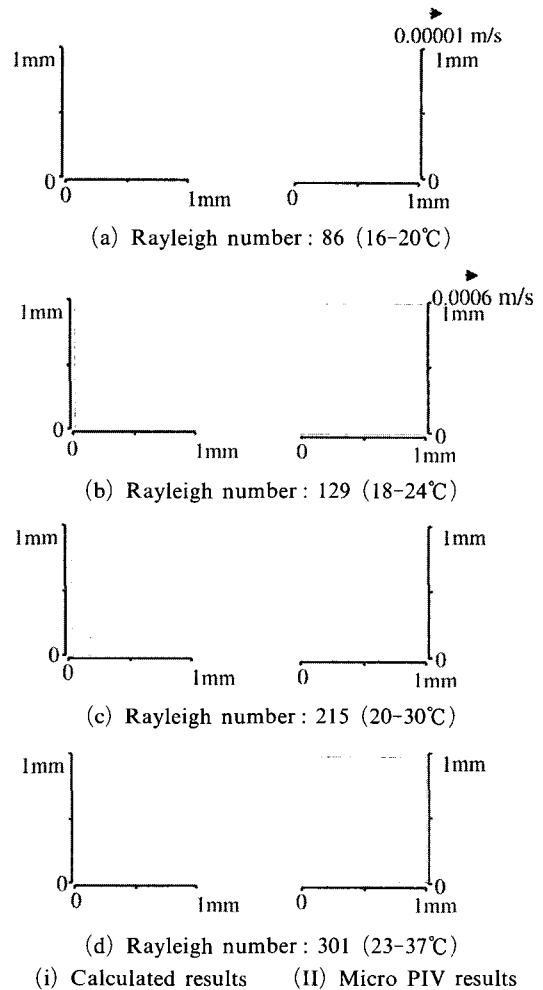 0.00001 m/s
1mm
1mm
0
0
0
1mm
0
1mm
(a) Rayleigh number : 86 (16-20℃)
0.0006 m/s
1mm
1mm
0
0
0
1mm
0
1mm
(b) Rayleigh number : 129 (18-24℃)
1mm
1mm
0
0
0
1mm
0
1mm
(c) Rayleigh number : 215 (20-30℃)
1mm
1mm
0
0
0
1mm
0
1mm
(d) Rayleigh number : 301 (23-37℃)
(i) Calculated results (II) Micro PIV results